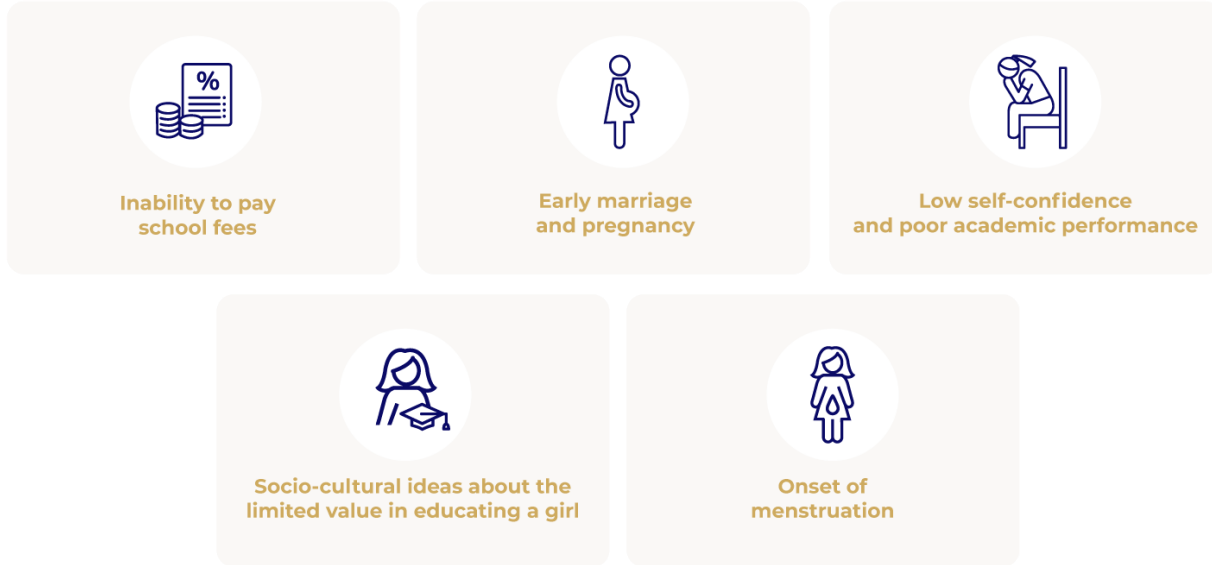 %
Inability to pay
school fees
Early marriage
and pregnancy
Low self-confidence
and poor academic performance
Socio-cultural ideas about the
limited value in educating a girl
Onset of
menstruation